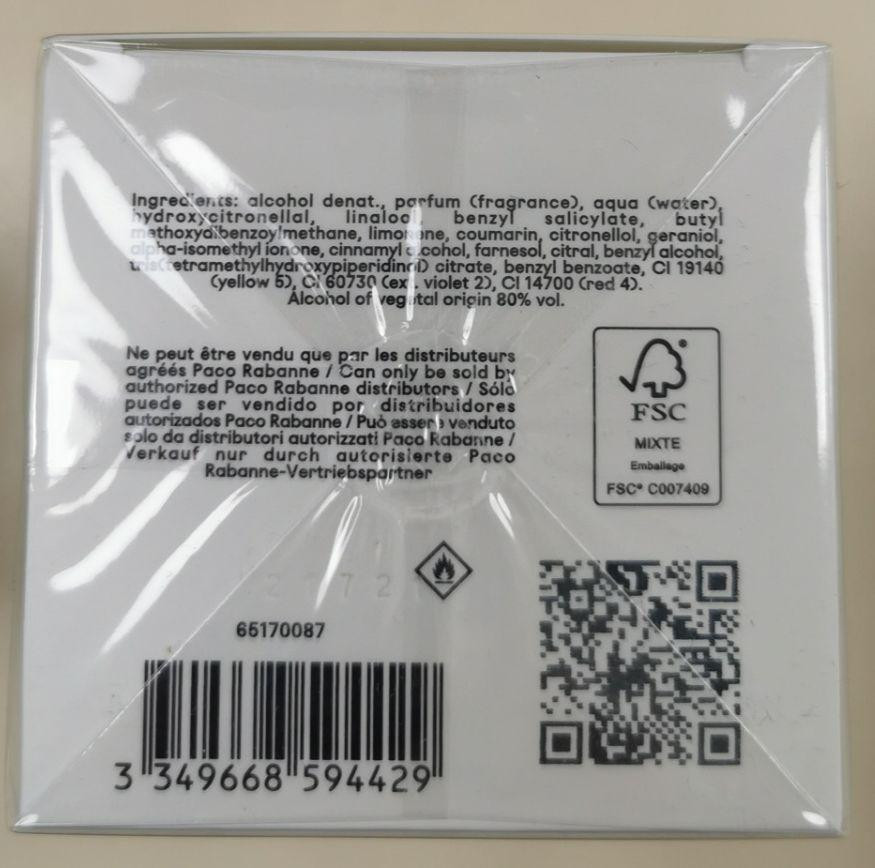 Ingredients: alcohol denat., parfum (fragrance), aqua (water),
hydroxycitronellal, linalool, benzyl salicylate, butyl
methoxydibenzoylmethane, limonene, coumarin, citronellol, geraniol,
alpha-isomethyl ionone, cinnamyl alcohol, farnesol, citral, benzyl alcohol,
tris(tetramethylhydroxypiperidinol) citrate, benzyl benzoate, CI 19140
(yellow 5), CI 60730 (ext. violet 2), CI 14700 (red 4).
Alcohol of vegetal origin 80% vol.
Ne peut être vendu que par les distributeurs
agréés Paco Rabanne / Can only be sold by
authorized Paco Rabanne distributors / Sólo
puede ser vendido por distribuidores
autorizados Paco Rabanne / Può essere venduto
solo da distributori autorizzati Paco Rabanne /
Verkauf nur durch autorisierte Paco
Rabanne-Vertriebspartner
FSC
MIXTE
Emballage
FSC® C007409
65170087
3 349668 594429